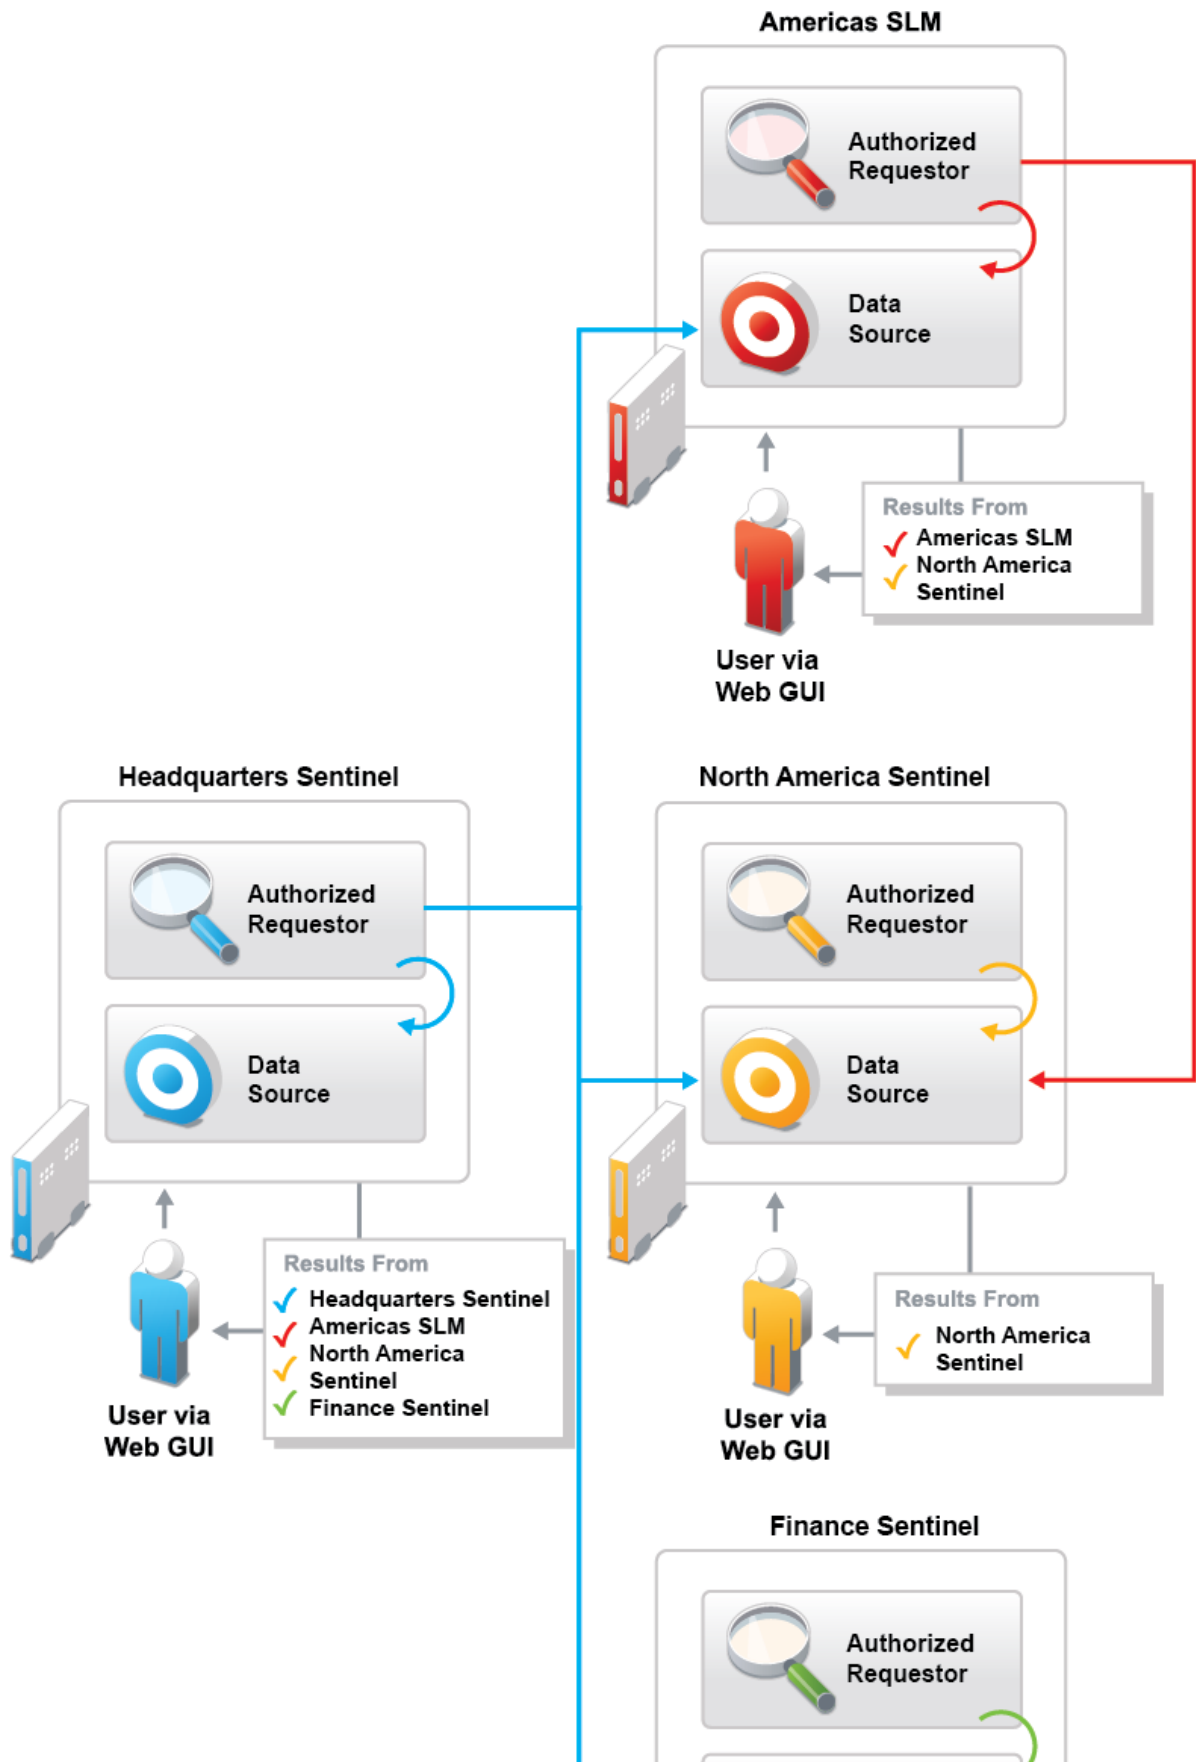 Americas SLM
Authorized
Requestor
Data
Source
Results From
Americas SLM
North America
Sentinel
User via
Web GUI
Headquarters Sentinel
Authorized
Requestor
Data
Source
Results From
Headquarters Sentinel
Americas SLM
North America
Sentinel
Finance Sentinel
User via
Web GUI
North America Sentinel
Authorized
Requestor
Data
Source
Results From
North America
Sentinel
User via
Web GUI
Finance Sentinel
Authorized
Requestor